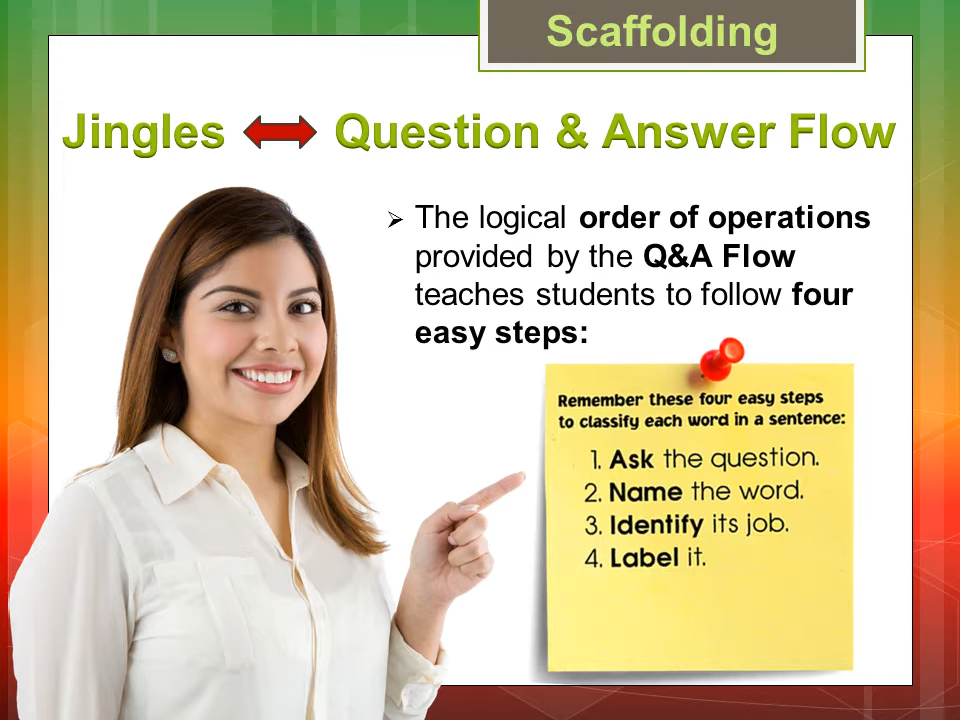 Scaffolding
Jingles Question & Answer Flow
The logical order of operations
provided by the Q&A Flow
teaches students to follow four
easy steps:
Remember these four easy steps
to classify each word in a sentence:
1. Ask the question.
2. Name the word.
3. Identify its job.
4. Label it.